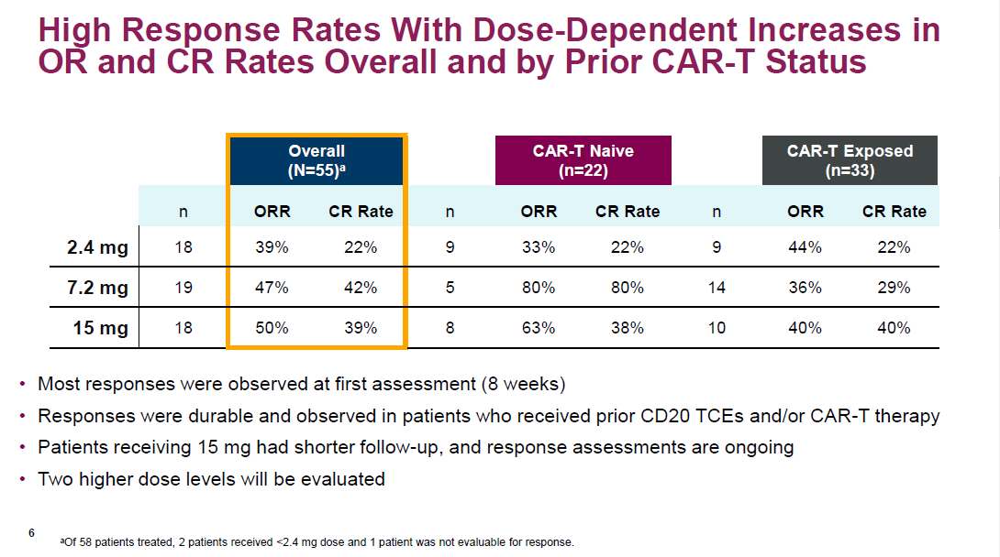 High Response Rates With Dose-Dependent Increases in
OR and CR Rates Overall and by Prior CAR-T Status
Overall
(N=55)ᵃ
CAR-T Naive
(n=22)
CAR-T Exposed
(n=33)
n ORR CR Rate n ORR CR Rate n ORR CR Rate
2.4 mg 18 39% 22% 9 33% 22% 9 44% 22%
7.2 mg 19 47% 42% 5 80% 80% 14 36% 29%
15 mg 18 50% 39% 8 63% 38% 10 40% 40%
• Most responses were observed at first assessment (8 weeks)
• Responses were durable and observed in patients who received prior CD20 TCEs and/or CAR-T therapy
• Patients receiving 15 mg had shorter follow-up, and response assessments are ongoing
• Two higher dose levels will be evaluated
6
ᵃOf 58 patients treated, 2 patients received <2.4 mg dose and 1 patient was not evaluable for response.